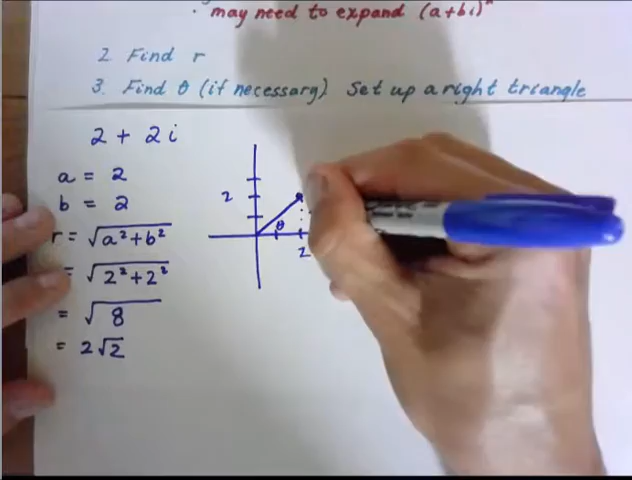 · may need to expand (a+bi)ⁿ
2. Find r
3. Find θ (if necessary) Set up a right triangle
2 + 2i
a = 2
b = 2
r = √a²+b²
= √2²+2²
= √8
= 2√2
2
θ
2